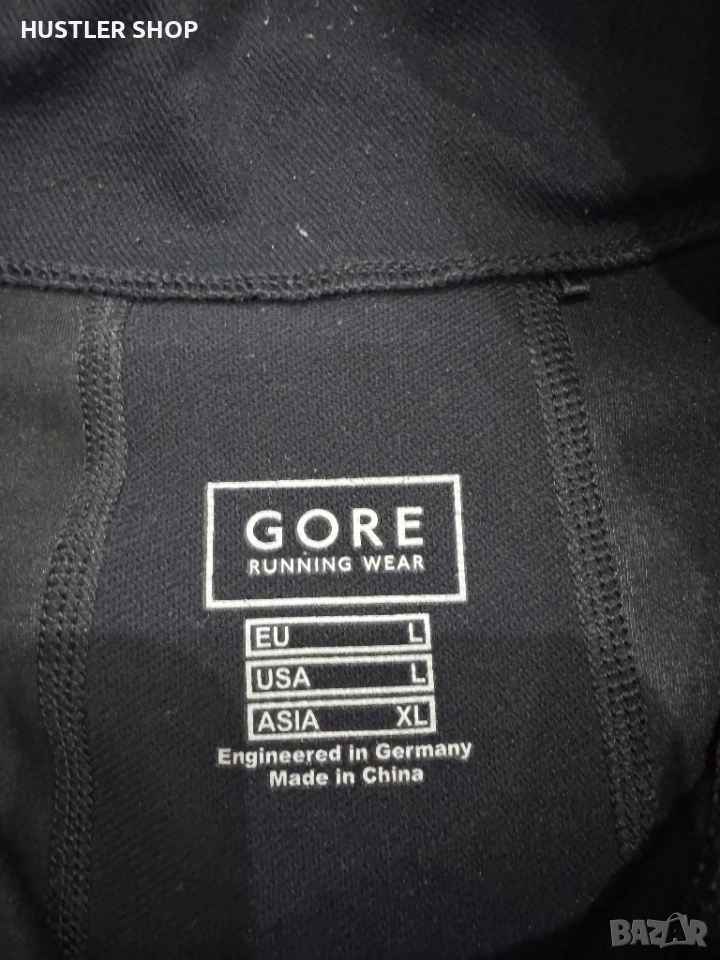 HUSTLER SHOP
GORE
RUNNING WEAR
EU L
USA L
ASIA XL
Engineered in Germany
Made in China
BAZAR